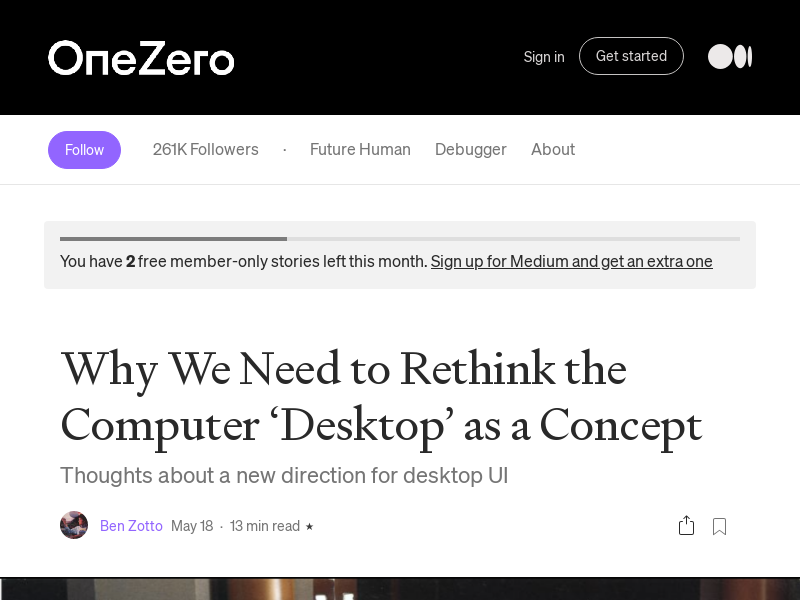 OneZero
Sign in
Get started
Follow
261K Followers · Future Human Debugger About
You have 2 free member-only stories left this month. Sign up for Medium and get an extra one
Why We Need to Rethink the
Computer ‘Desktop’ as a Concept
Thoughts about a new direction for desktop UI
Ben Zotto May 18 · 13 min read ★